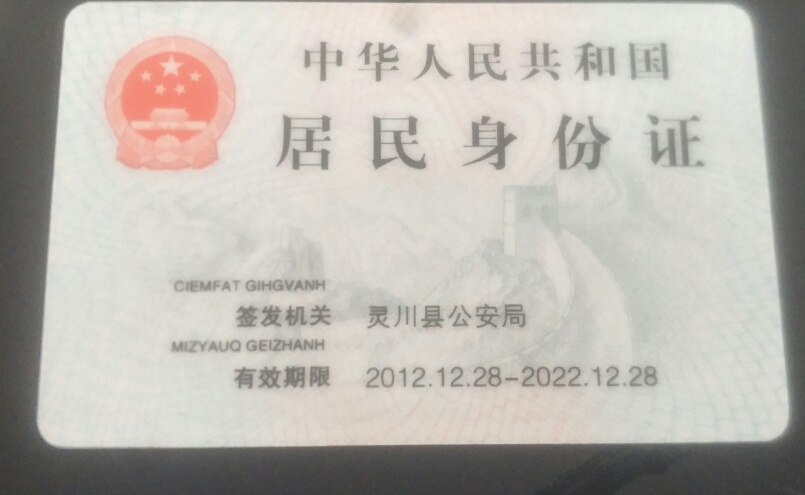 中华人民共和国
居民身份证
CIEMFAT GIHGVANH
签发机关 灵川县公安局
MIZYAUQ GEIZHANH
有效期限 2012.12.28-2022.12.28